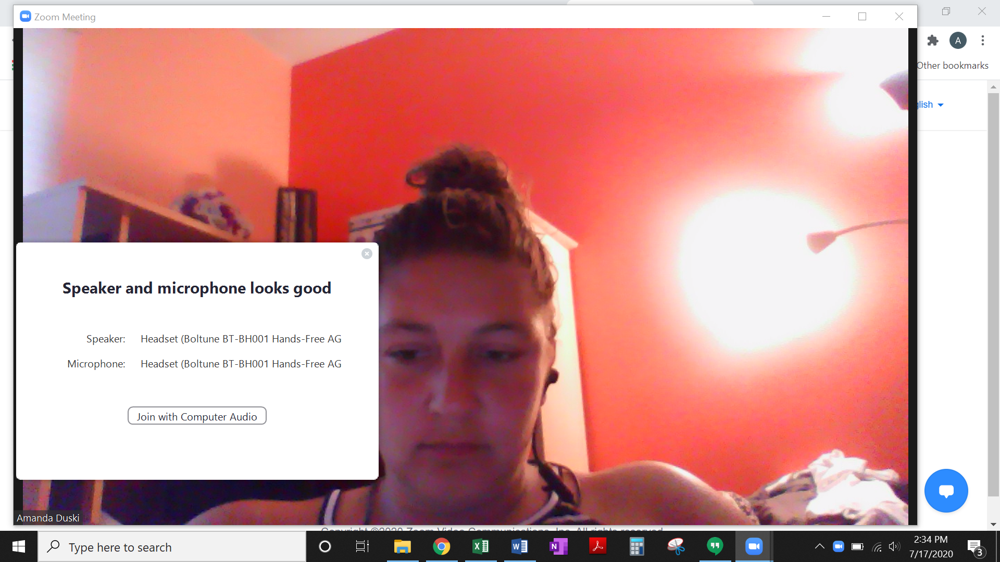 Zoom Meeting
A
Other bookmarks
glish
Speaker and microphone looks good
Speaker: Headset (Boltune BT-BH001 Hands-Free AG
Microphone: Headset (Boltune BT-BH001 Hands-Free AG
Join with Computer Audio
Amanda Duski
Copyright ©2020 Zoom Video Communications, Inc. All rights reserved.
Type here to search
2:34 PM
7/17/2020
3